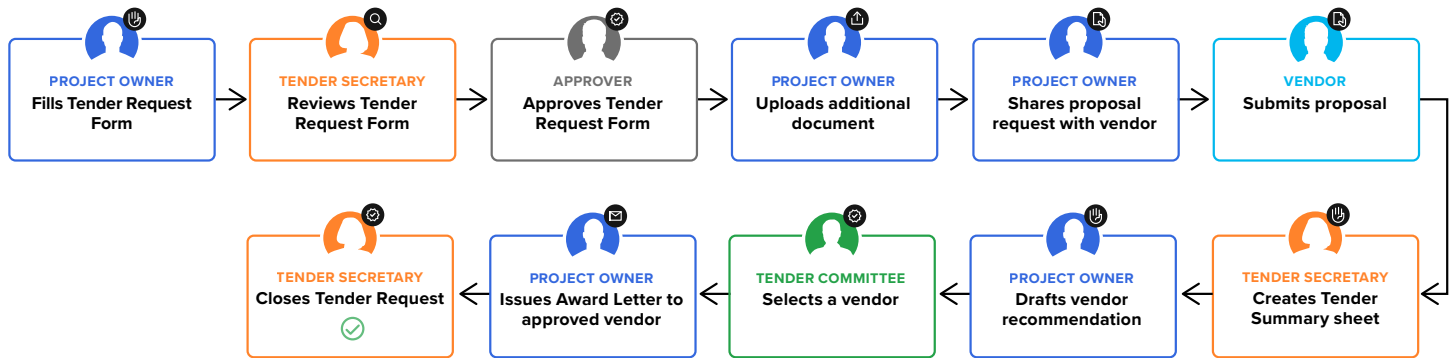 PROJECT OWNER
Fills Tender Request
Form
TENDER SECRETARY
Reviews Tender
Request Form
APPROVER
Approves Tender
Request Form
PROJECT OWNER
Uploads additional
document
PROJECT OWNER
Shares proposal
request with vendor
VENDOR
Submits proposal
TENDER SECRETARY
Creates Tender
Summary sheet
PROJECT OWNER
Drafts vendor
recommendation
TENDER COMMITTEE
Selects a vendor
PROJECT OWNER
Issues Award Letter to
approved vendor
TENDER SECRETARY
Closes Tender Request